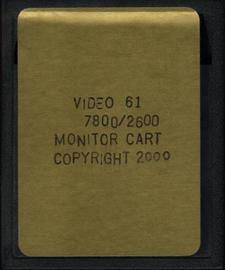 VIDEO 61
7800/2600
MONITOR CART
COPYRIGHT 2000